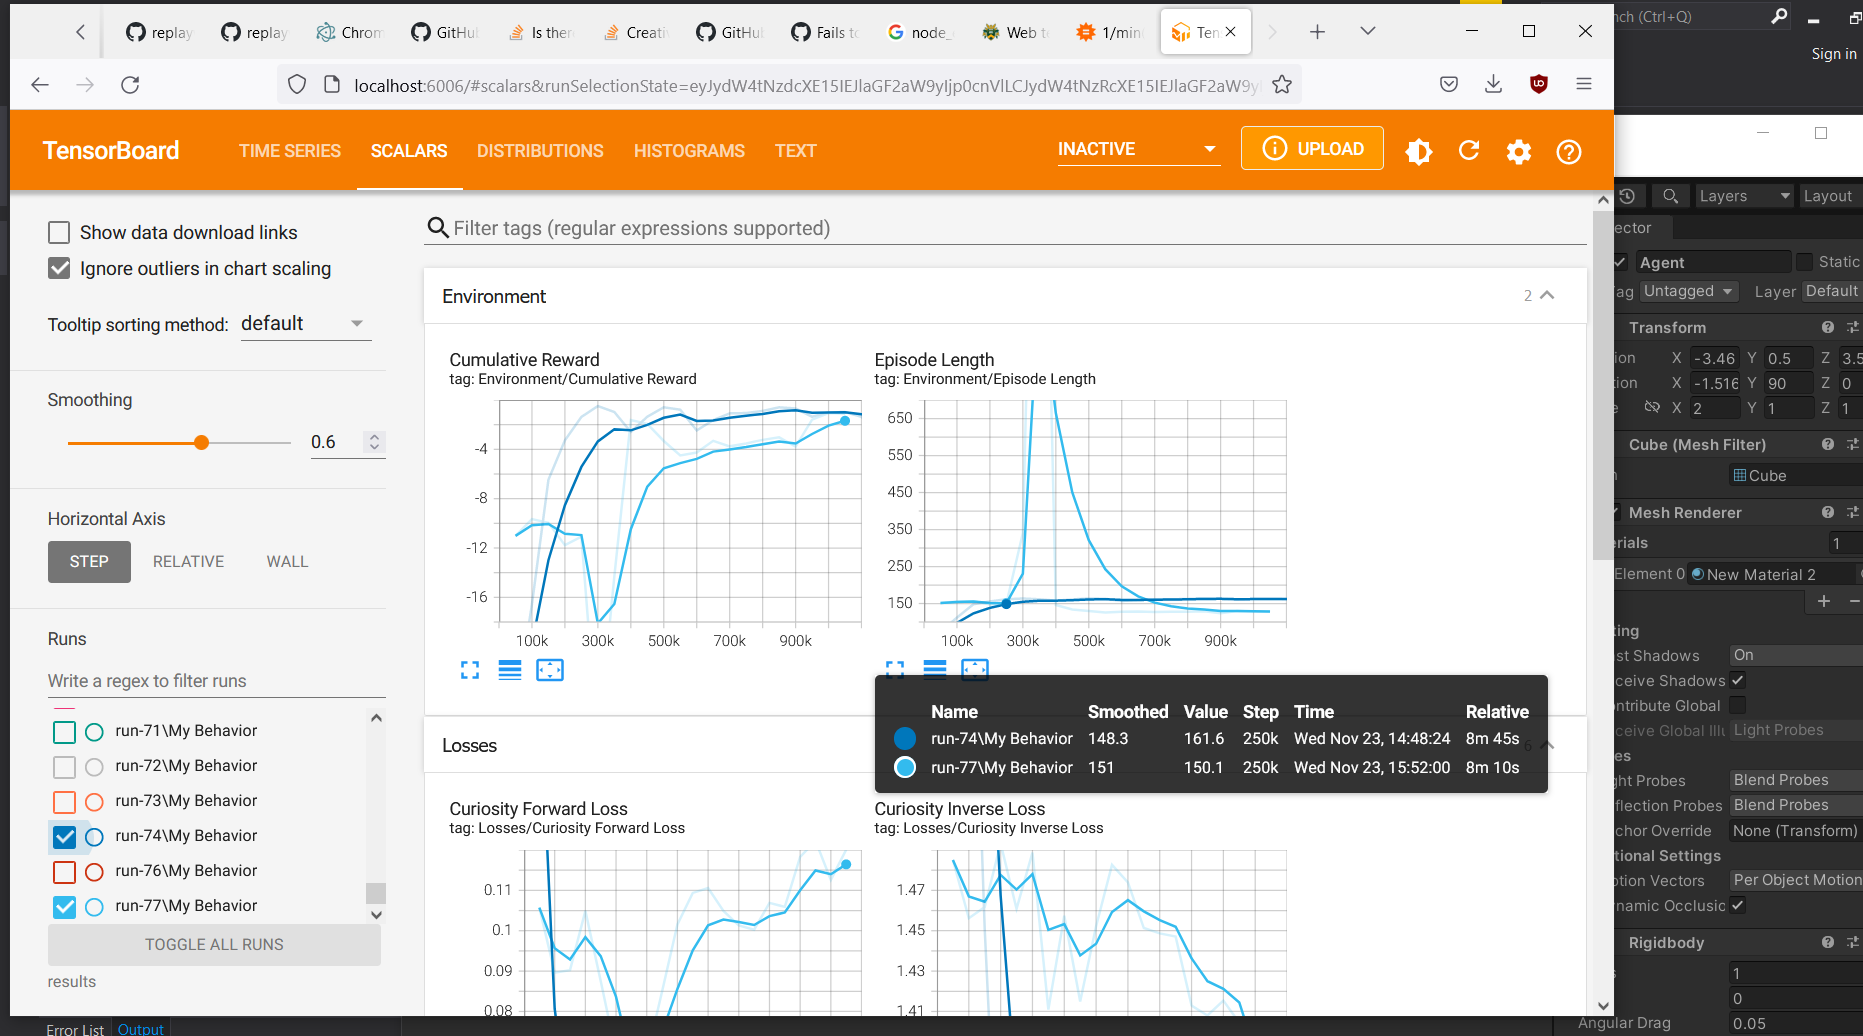 replay
replay
Chrom
GitHu
Is ther
Creati
GitHu
Fails to
node_
Web te
1/min
Ten
(Ctrl+Q)
Sign in
localhost:6006/#scalars&runSelectionState=eyJydW4tNzdcXE15IEJlaGF2aW9yIjp0cnVlLCJydW4tNzRcXE15IEJlaGF2aW9y
TensorBoard
TIME SERIES
SCALARS
DISTRIBUTIONS
HISTOGRAMS
TEXT
INACTIVE
UPLOAD
Show data download links
Ignore outliers in chart scaling
Tooltip sorting method: default
Smoothing
0.6
Horizontal Axis
STEP RELATIVE WALL
Runs
Write a regex to filter runs
run-71\My Behavior
run-72\My Behavior
run-73\My Behavior
run-74\My Behavior
run-76\My Behavior
run-77\My Behavior
TOGGLE ALL RUNS
results
Filter tags (regular expressions supported)
Environment
2
Cumulative Reward
tag: Environment/Cumulative Reward
-4
-8
-12
-16
100k 300k 500k 700k 900k
Episode Length
tag: Environment/Episode Length
650
550
450
350
250
150
100k 300k 500k 700k 900k
Name Smoothed Value Step Time Relative
run-74\My Behavior 148.3 161.6 250k Wed Nov 23, 14:48:24 8m 45s
run-77\My Behavior 151 150.1 250k Wed Nov 23, 15:52:00 8m 10s
Losses
6
Curiosity Forward Loss
tag: Losses/Curiosity Forward Loss
0.11
0.1
0.09
0.08
Curiosity Inverse Loss
tag: Losses/Curiosity Inverse Loss
1.47
1.45
1.43
1.41
Layers
Layout
ector
Agent
Static
ag Untagged Layer Default
Transform
ion X -3.46 Y 0.5 Z 3.5
tion X -1.516 Y 90 Z 0
e X 2 Y 1 Z 1
Cube (Mesh Filter)
Cube
Mesh Renderer
erials 1
Element 0 New Material 2
ting
st Shadows On
ceive Shadows
ntribute Global
ceive Global Illu Light Probes
es
ght Probes Blend Probes
flection Probes Blend Probes
chor Override None (Transform)
tional Settings
otion Vectors Per Object Motion
namic Occlusic
Rigidbody
s 1
0
Angular Drag 0.05
Error List Output